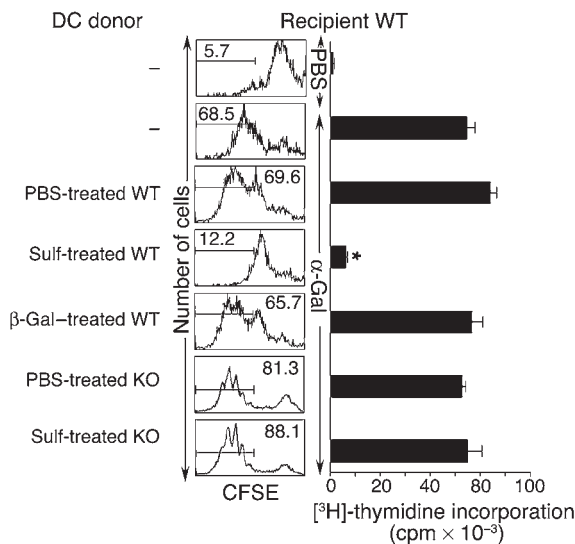 DC donor
Recipient WT
Number of cells
PBS
α-Gal
– 5.7
– 68.5
PBS-treated WT 69.6
Sulf-treated WT 12.2 *
β-Gal–treated WT 65.7
PBS-treated KO 81.3
Sulf-treated KO 88.1
CFSE
0 20 40 60 80 100
[³H]-thymidine incorporation
(cpm × 10⁻³)